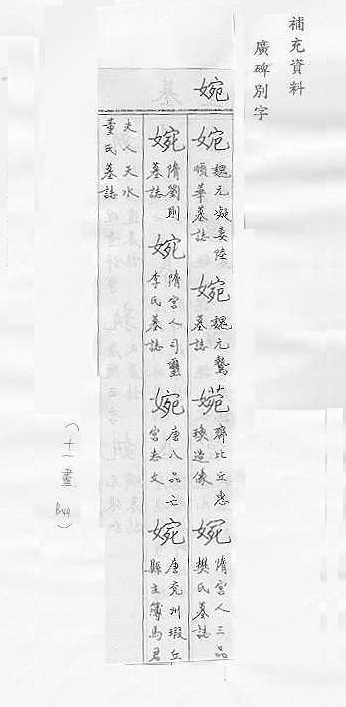 補充資料
廣碑別字
婉
婉 魏元凝妻陸順華墓誌
婉 魏元鷙墓誌
婉 齊比丘惠瑍造像
婉 隋宮人三品樊氏墓誌
婉 隋劉則墓誌
婉 隋宮人司璽李氏墓誌
婉 唐八品亡宮志文
婉 唐兗州瑕丘縣主簿馬君
夫人天水董氏墓誌
（十一畫